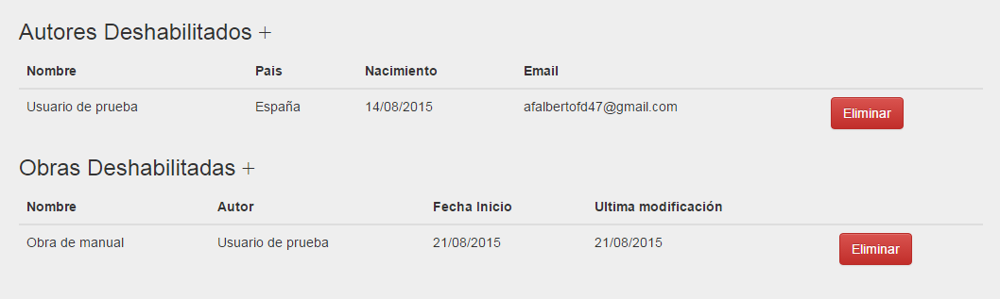 Autores Deshabilitados +
Nombre País Nacimiento Email
Usuario de prueba España 14/08/2015 afalbertofd47@gmail.com Eliminar
Obras Deshabilitadas +
Nombre Autor Fecha Inicio Ultima modificación
Obra de manual Usuario de prueba 21/08/2015 21/08/2015 Eliminar